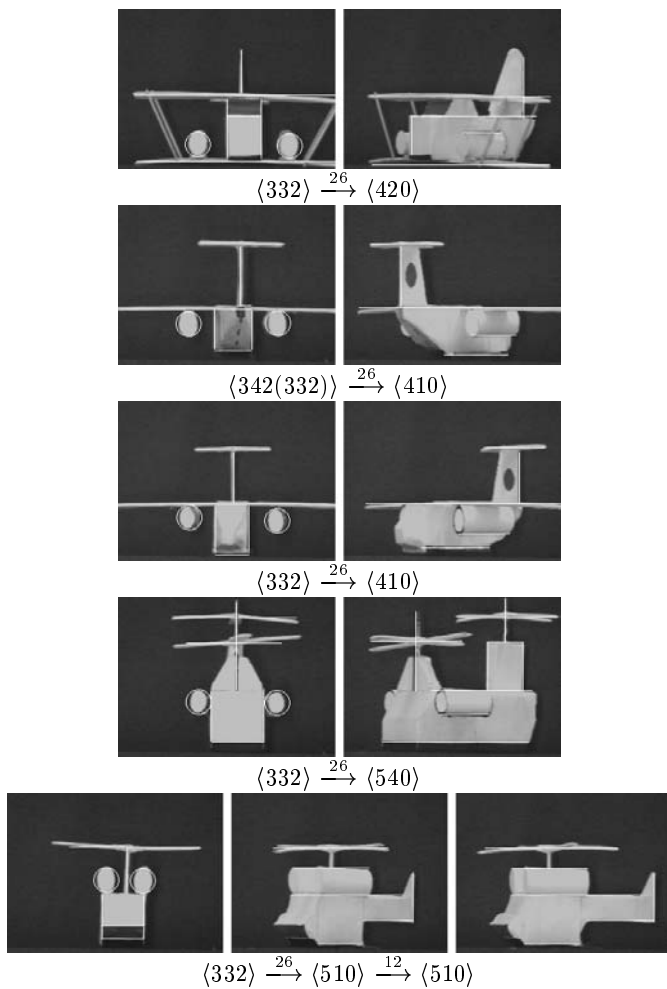 ⟨332⟩ 26⟶ ⟨420⟩
⟨342(332)⟩ 26⟶ ⟨410⟩
⟨332⟩ 26⟶ ⟨410⟩
⟨332⟩ 26⟶ ⟨540⟩
⟨332⟩ 26⟶ ⟨510⟩ 12⟶ ⟨510⟩